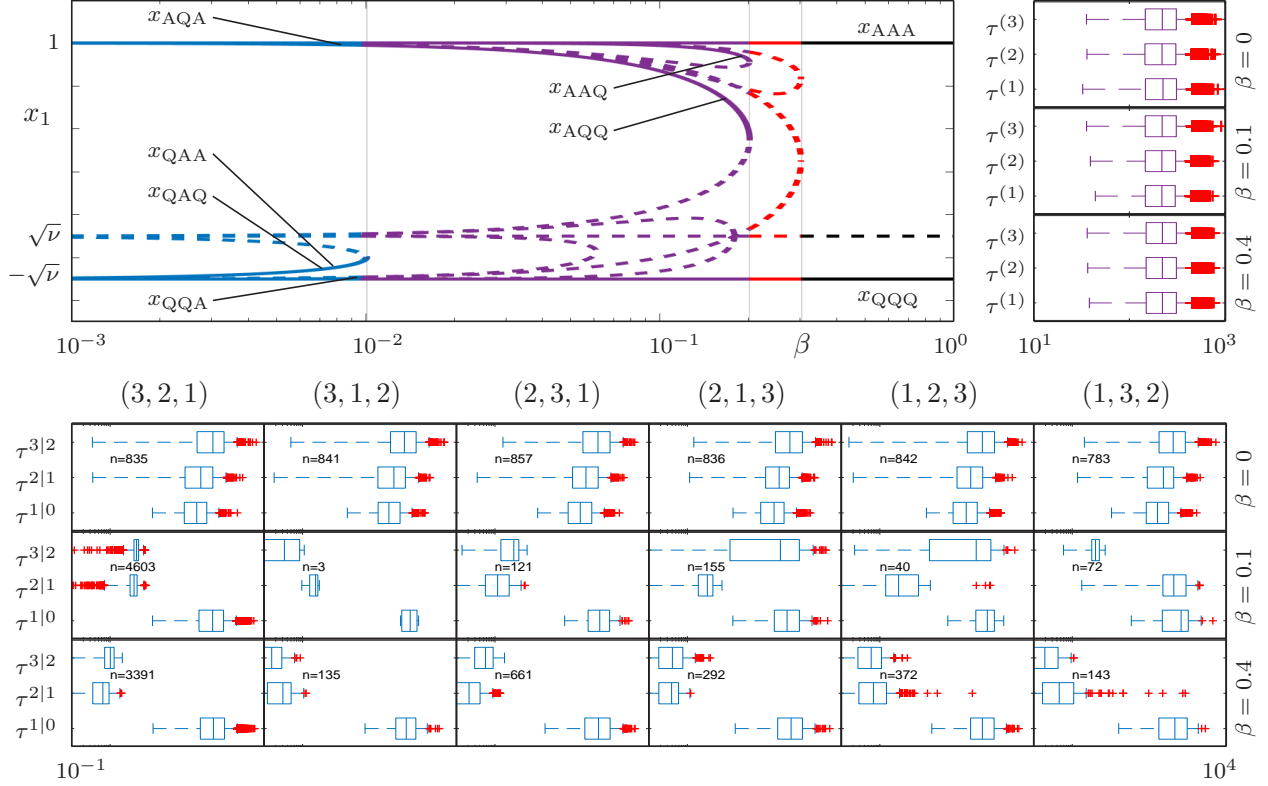 x_AQA
x_AAA
1
x_AAQ
x_1
x_AQQ
x_QAA
x_QAQ
√ν
−√ν
x_QQA
x_QQQ
10^−3
10^−2
10^−1
β
10^0
τ^(3)
τ^(2)
τ^(1)
β = 0
τ^(3)
τ^(2)
τ^(1)
β = 0.1
τ^(3)
τ^(2)
τ^(1)
β = 0.4
10^1
10^3
(3, 2, 1) (3, 1, 2) (2, 3, 1) (2, 1, 3) (1, 2, 3) (1, 3, 2)
τ^3|2
n=835 n=841 n=857 n=836 n=842 n=783
τ^2|1
τ^1|0
β = 0
τ^3|2
n=4603 n=3 n=121 n=155 n=40 n=72
τ^2|1
τ^1|0
β = 0.1
τ^3|2
n=3391 n=135 n=661 n=292 n=372 n=143
τ^2|1
τ^1|0
β = 0.4
10^−1
10^4